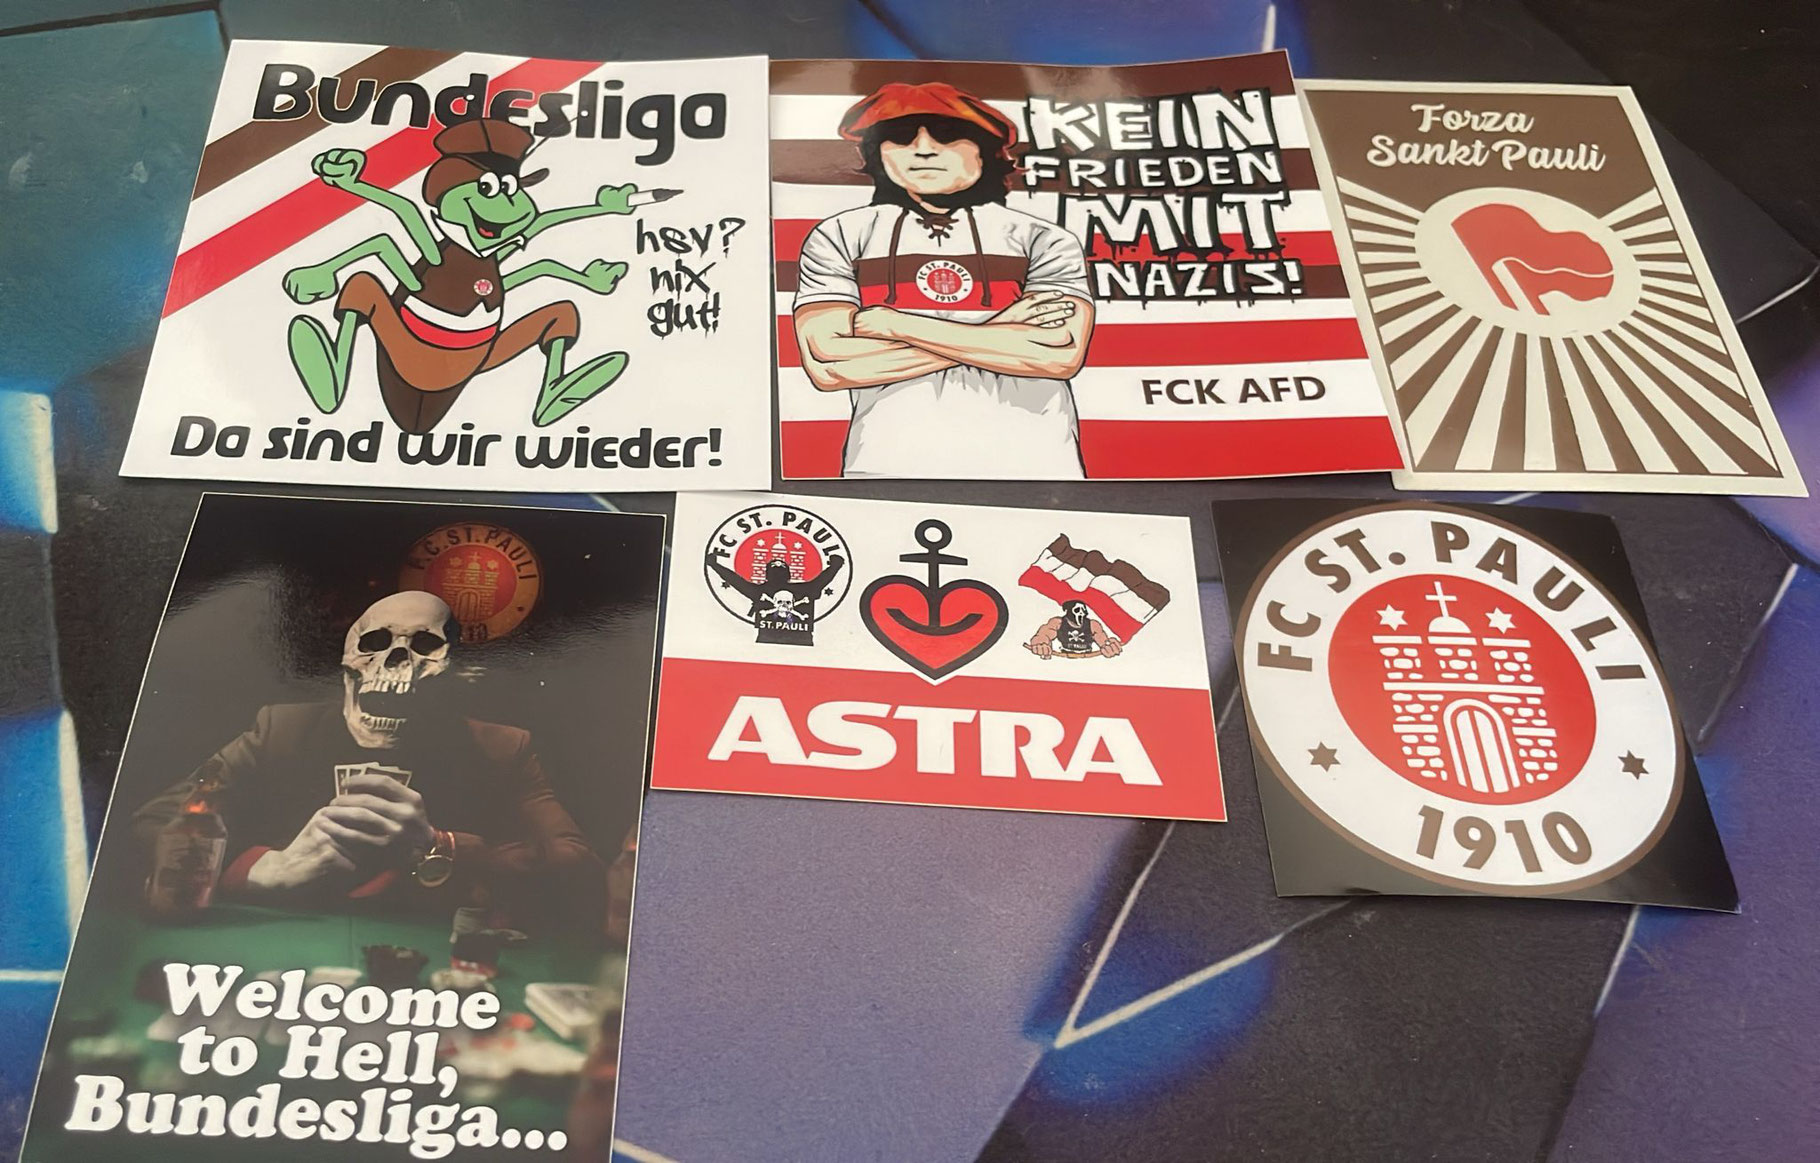 Bundesliga
hsv?
nix
gut!
Da sind wir wieder!
KEIN
FRIEDEN
MIT
NAZIS!
FC ST. PAULI
1910
FCK AFD
Forza
Sankt Pauli
F.C. ST. PAULI
10
Welcome
to Hell,
Bundesliga...
FC ST. PAULI
ST. PAULI
ASTRA
FC ST. PAULI
1910